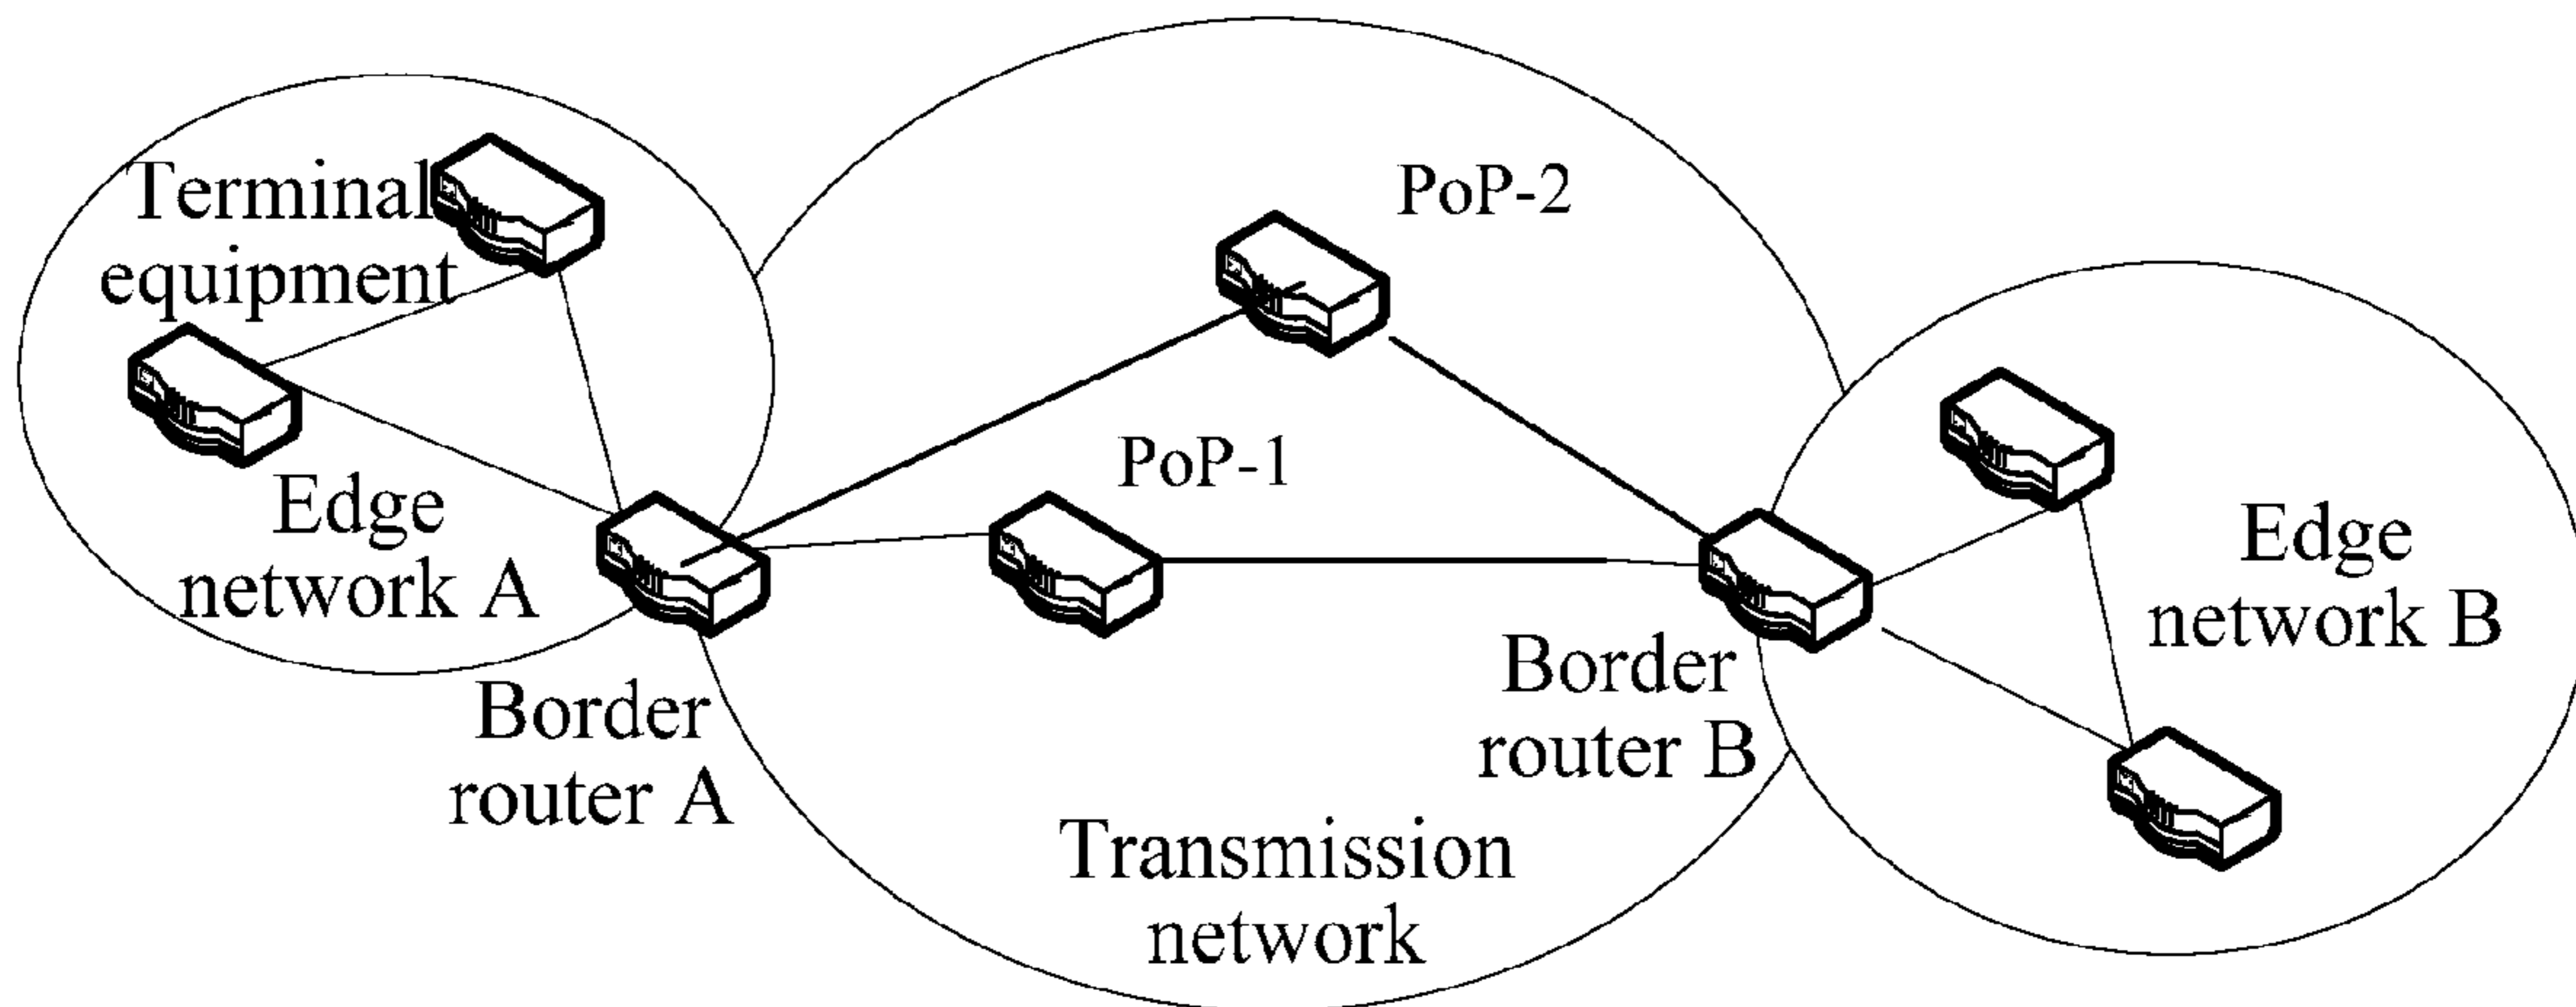 Terminal
equipment
Edge
network A
Border
router A
PoP-2
PoP-1
Transmission
network
Border
router B
Edge
network B